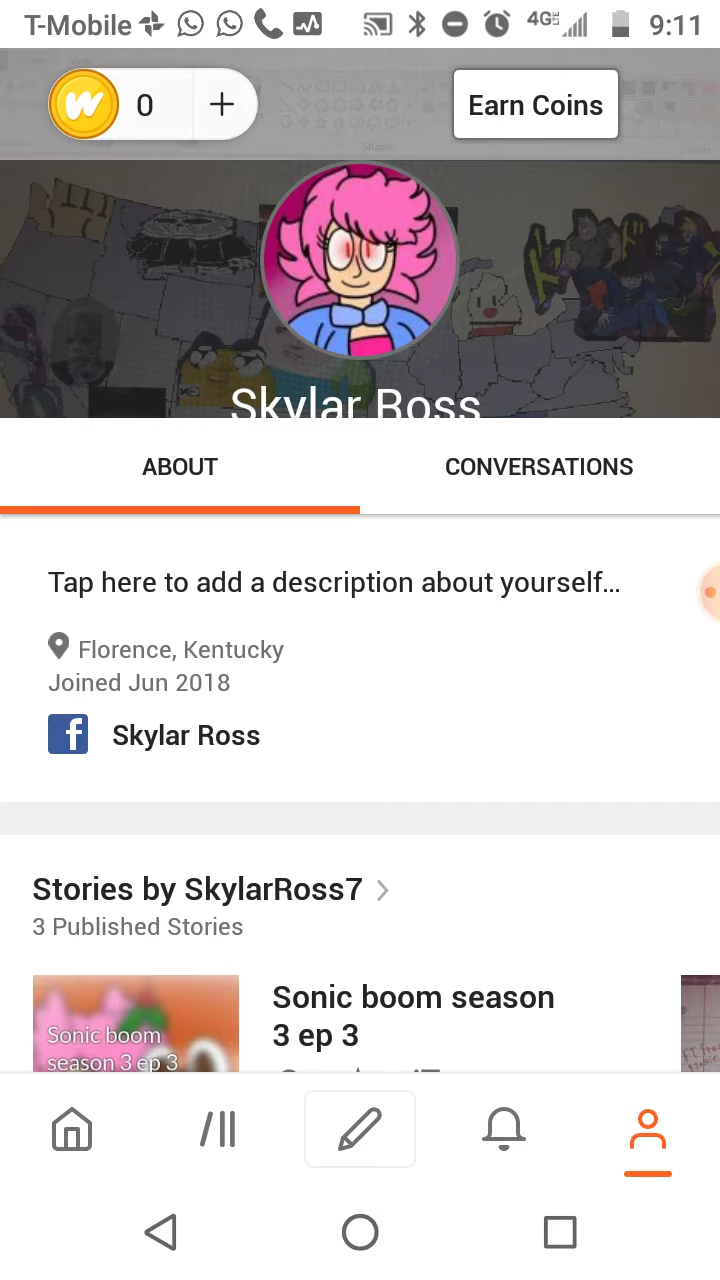 T-Mobile 4G LTE 9:11
0 + Earn Coins
Skylar Ross
ABOUT CONVERSATIONS
Tap here to add a description about yourself...
Florence, Kentucky
Joined Jun 2018
f Skylar Ross
Stories by SkylarRoss7 >
3 Published Stories
Sonic boom season
3 ep 3
Sonic boom
season 3 ep 3